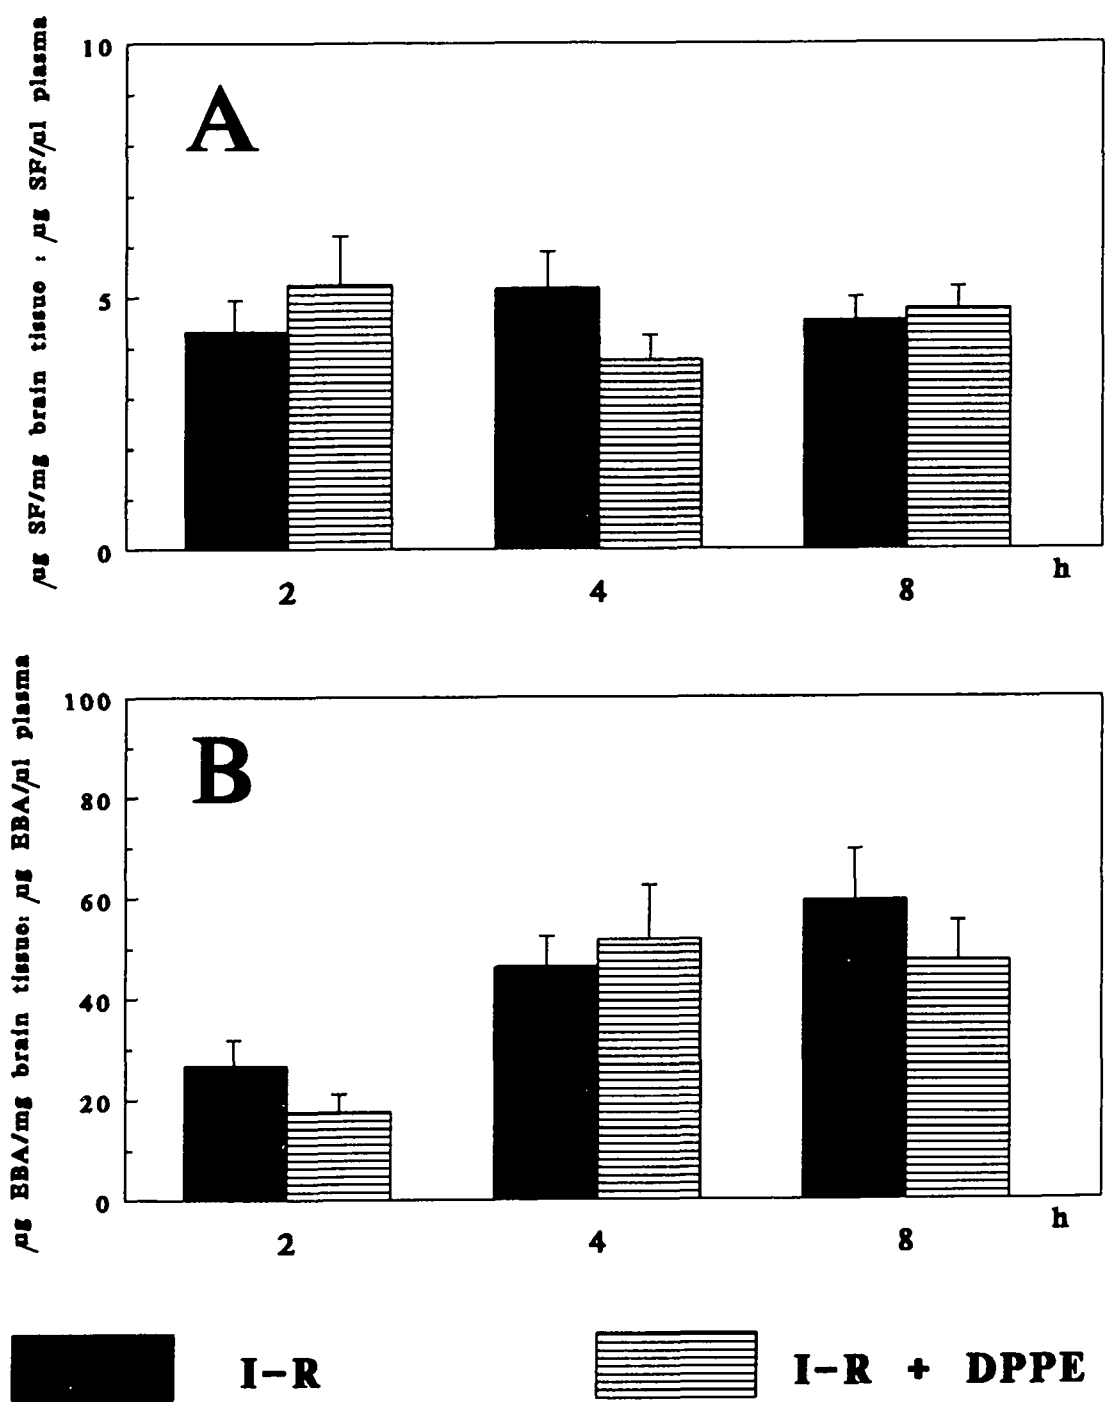 µg SF/mg brain tissue : µg SF/µl plasma
10
5
0
A
2
4
8
h
µg EBA/mg brain tissue: µg EBA/µl plasma
100
80
60
40
20
0
B
2
4
8
h
I-R
I-R + DPPE